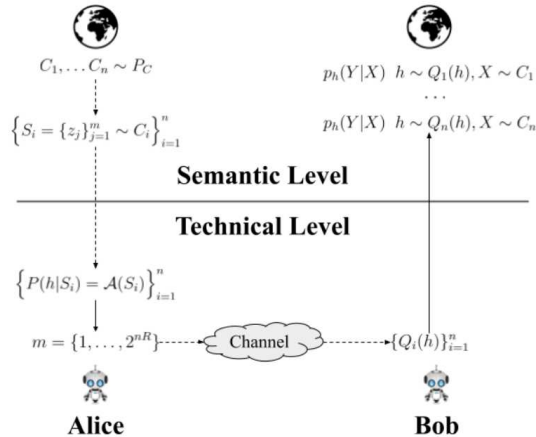 C_1, … C_n ∼ P_C
{S_i = {z_j}_{j=1}^m ∼ C_i}_{i=1}^n
p_h(Y|X) h ∼ Q_1(h), X ∼ C_1
…
p_h(Y|X) h ∼ Q_n(h), X ∼ C_n
Semantic Level
Technical Level
{P(h|S_i) = 𝒜(S_i)}_{i=1}^n
m = {1, …, 2^{nR}}
Channel
{Q_i(h)}_{i=1}^n
Alice
Bob